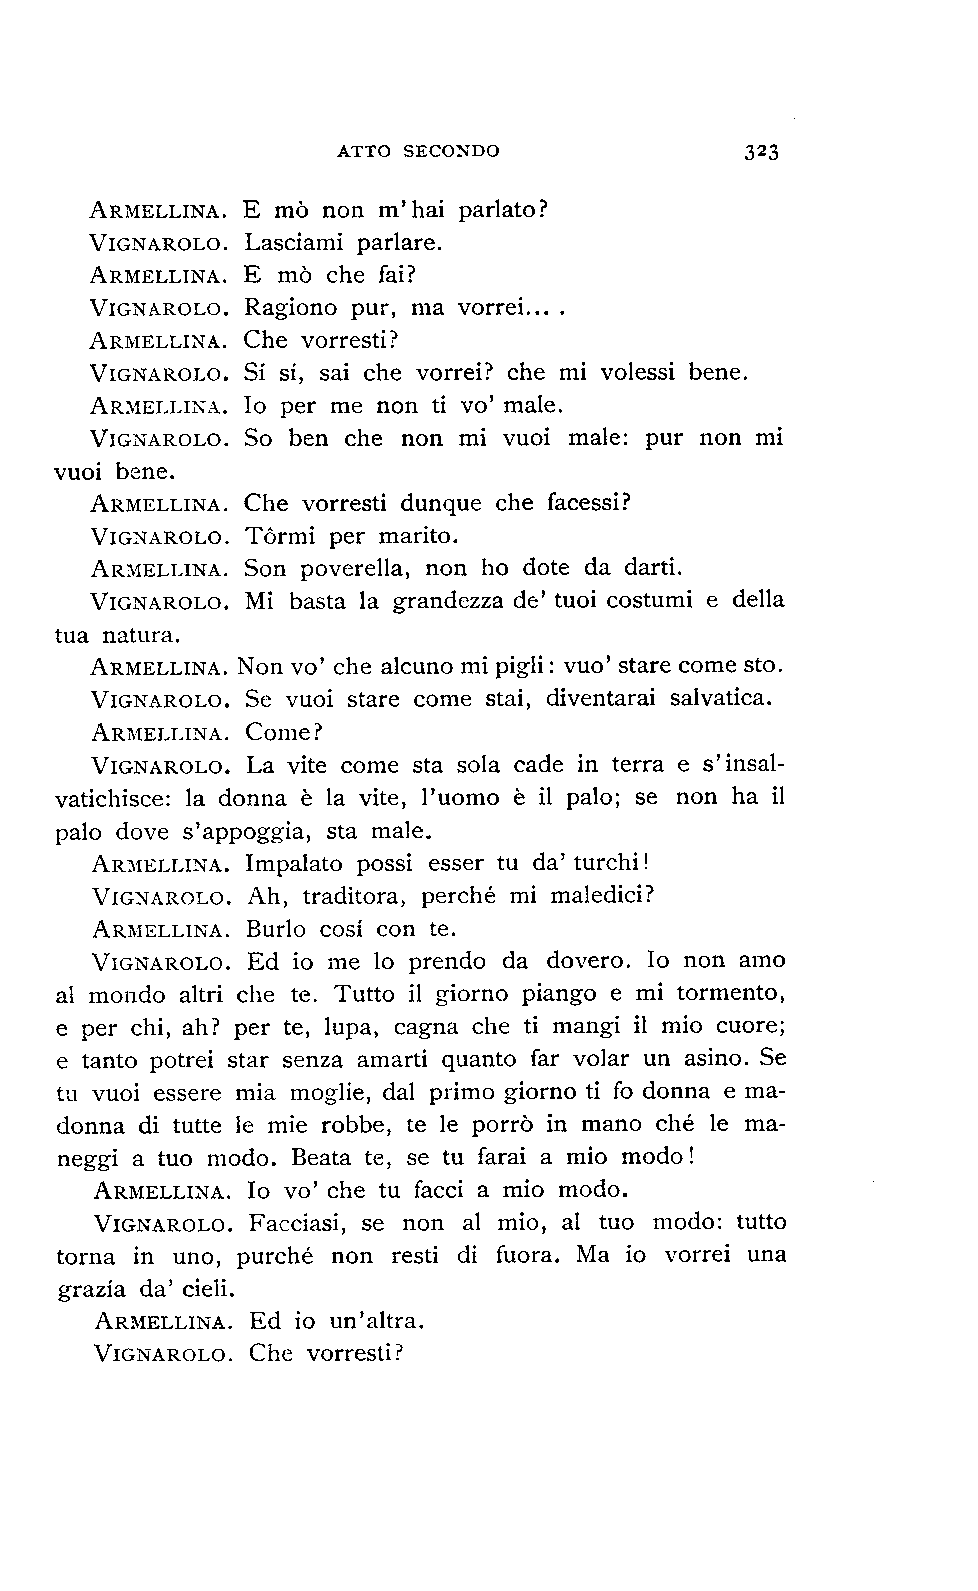 ATTO SECONDO 323
ARMELLINA. E mò non m'hai parlato?
VIGNAROLO. Lasciami parlare.
ARMELLINA. E mò che fai?
VIGNAROLO. Ragiono pur, ma vorrei... .
ARMELLINA. Che vorresti?
VIGNAROLO. Sí sí, sai che vorrei? che mi volessi bene.
ARMELLINA. Io per me non ti vo' male.
VIGNAROLO. So ben che non mi vuoi male: pur non mi
vuoi bene.
ARMELLINA. Che vorresti dunque che facessi?
VIGNAROLO. Tôrmi per marito.
ARMELLINA. Son poverella, non ho dote da darti.
VIGNAROLO. Mi basta la grandezza de' tuoi costumi e della
tua natura.
ARMELLINA. Non vo' che alcuno mi pigli: vuo' stare come sto.
VIGNAROLO. Se vuoi stare come stai, diventarai salvatica.
ARMELLINA. Come?
VIGNAROLO. La vite come sta sola cade in terra e s'insal-
vatichisce: la donna è la vite, l'uomo è il palo; se non ha il
palo dove s'appoggia, sta male.
ARMELLINA. Impalato possi esser tu da' turchi!
VIGNAROLO. Ah, traditora, perché mi maledici?
ARMELLINA. Burlo cosí con te.
VIGNAROLO. Ed io me lo prendo da dovero. Io non amo
al mondo altri che te. Tutto il giorno piango e mi tormento,
e per chi, ah? per te, lupa, cagna che ti mangi il mio cuore;
e tanto potrei star senza amarti quanto far volar un asino. Se
tu vuoi essere mia moglie, dal primo giorno ti fo donna e ma-
donna di tutte le mie robbe, te le porrò in mano ché le ma-
neggi a tuo modo. Beata te, se tu farai a mio modo!
ARMELLINA. Io vo' che tu facci a mio modo.
VIGNAROLO. Facciasi, se non al mio, al tuo modo: tutto
torna in uno, purché non resti di fuora. Ma io vorrei una
grazia da' cieli.
ARMELLINA. Ed io un'altra.
VIGNAROLO. Che vorresti?